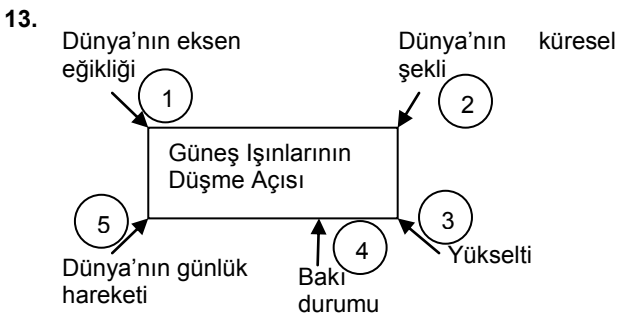 13.
Dünya’nın eksen
eğikliği
1
Dünya’nın küresel
şekli
2
Güneş Işınlarının
Düşme Açısı
5
Dünya’nın günlük
hareketi
4
Bakı
durumu
3
Yükselti